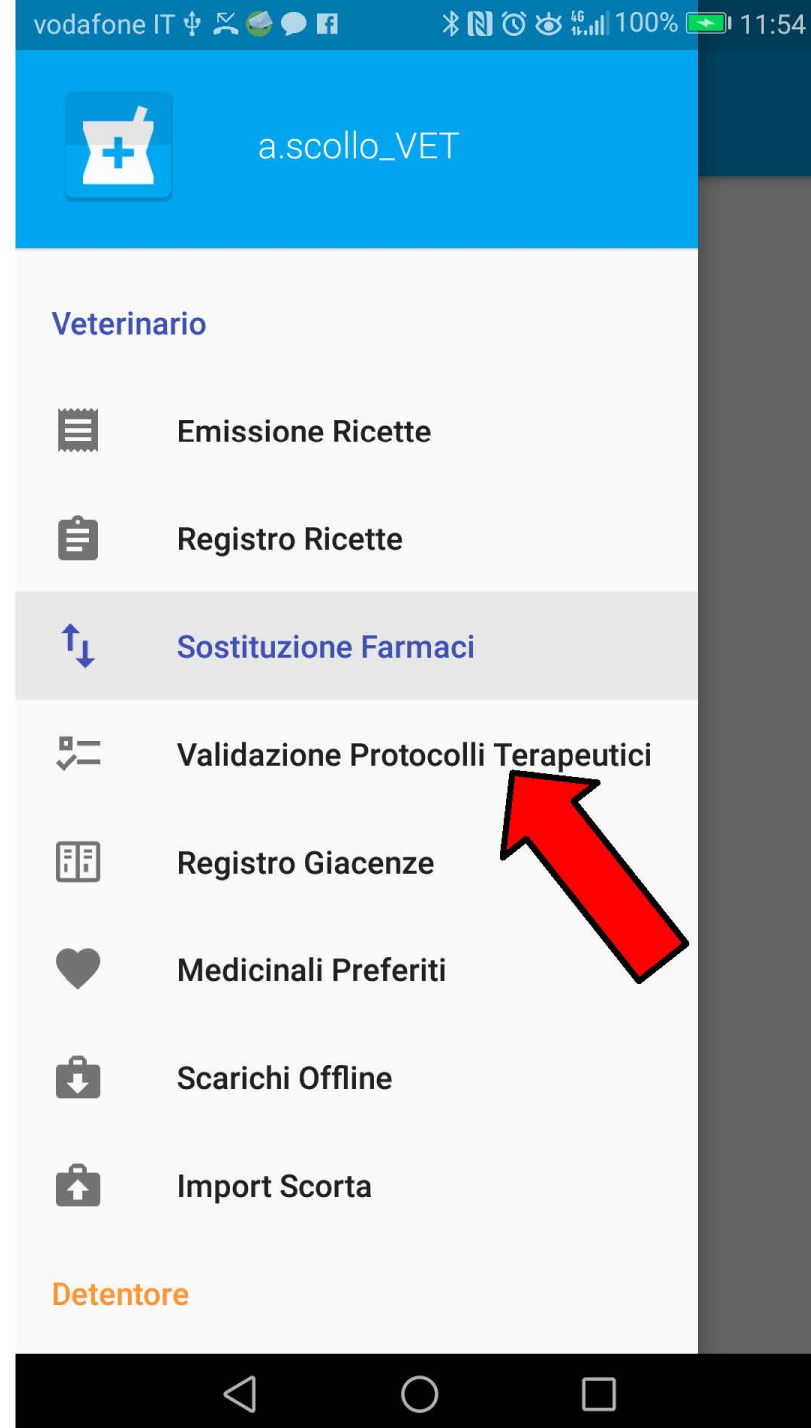 vodafone IT 4G 100% 11:54
a.scollo_VET
Veterinario
Emissione Ricette
Registro Ricette
Sostituzione Farmaci
Validazione Protocolli Terapeutici
Registro Giacenze
Medicinali Preferiti
Scarichi Offline
Import Scorta
Detentore